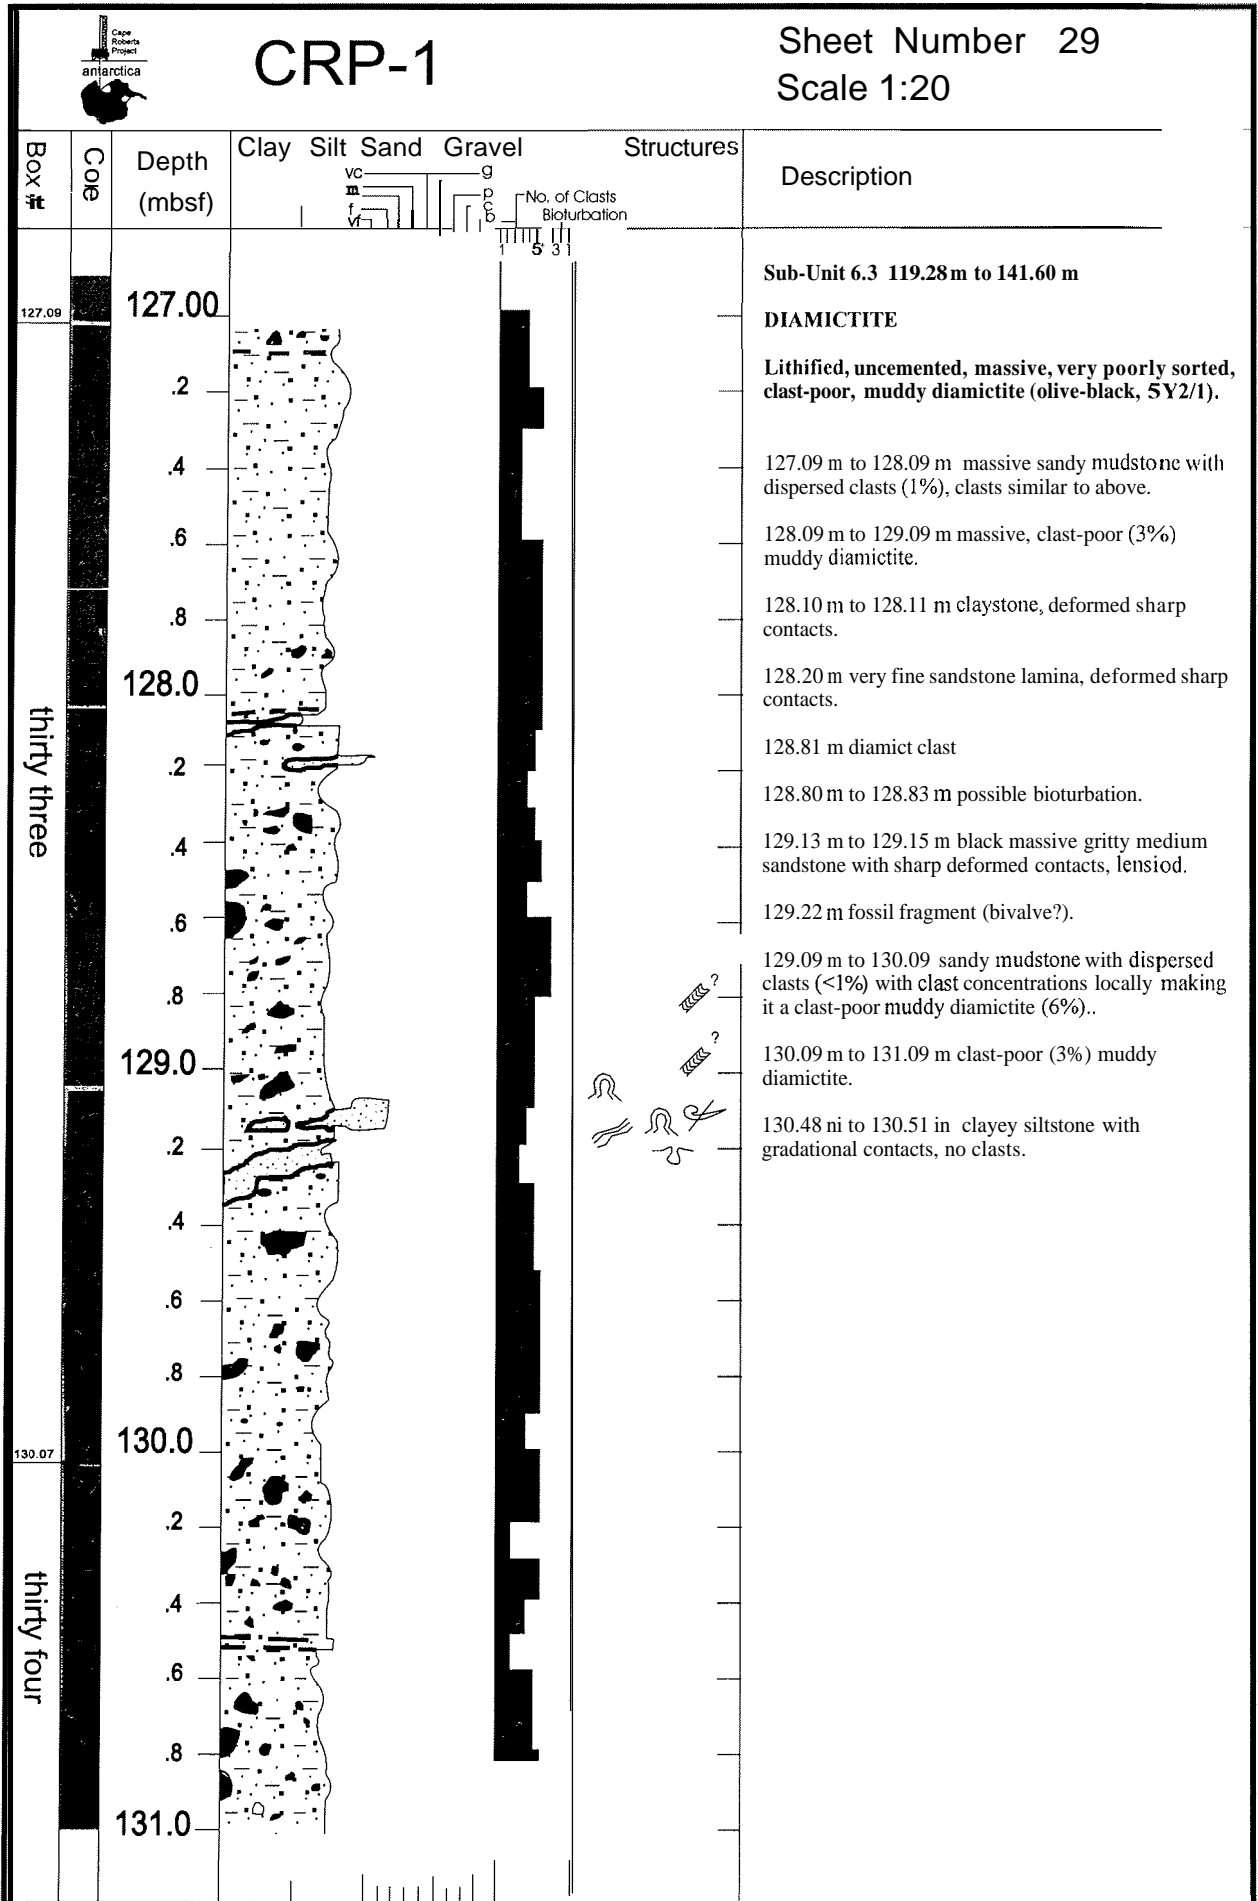 Cape
Roberts
Project
antarctica
CRP-1
Sheet Number 29
Scale 1:20
Box
Core
Depth
(mbsf)
Clay Silt Sand Gravel
Structures
Description
vc
g
m
p
f
c
vf
b
No. of Clasts
Bioturbation
1 5 3 1
Sub-Unit 6.3 119.28 m to 141.60 m
DIAMICTITE
Lithified, uncemented, massive, very poorly sorted,
clast-poor, muddy diamictite (olive-black, 5Y2/1).
127.09 m to 128.09 m massive sandy mudstone with
dispersed clasts (1%), clasts similar to above.
128.09 m to 129.09 m massive, clast-poor (3%)
muddy diamictite.
128.10 m to 128.11 m claystone, deformed sharp
contacts.
128.20 m very fine sandstone lamina, deformed sharp
contacts.
128.81 m diamict clast
128.80 m to 128.83 m possible bioturbation.
129.13 m to 129.15 m black massive gritty medium
sandstone with sharp deformed contacts, lensiod.
129.22 m fossil fragment (bivalve?).
129.09 m to 130.09 sandy mudstone with dispersed
clasts (<1%) with clast concentrations locally making
it a clast-poor muddy diamictite (6%)..
130.09 m to 131.09 m clast-poor (3%) muddy
diamictite.
130.48 ni to 130.51 in clayey siltstone with
gradational contacts, no clasts.
127.09
thirty three
130.07
thirty four
127.00
.2
.4
.6
.8
128.0
.2
.4
.6
.8
129.0
.2
.4
.6
.8
130.0
.2
.4
.6
.8
131.0
?
?